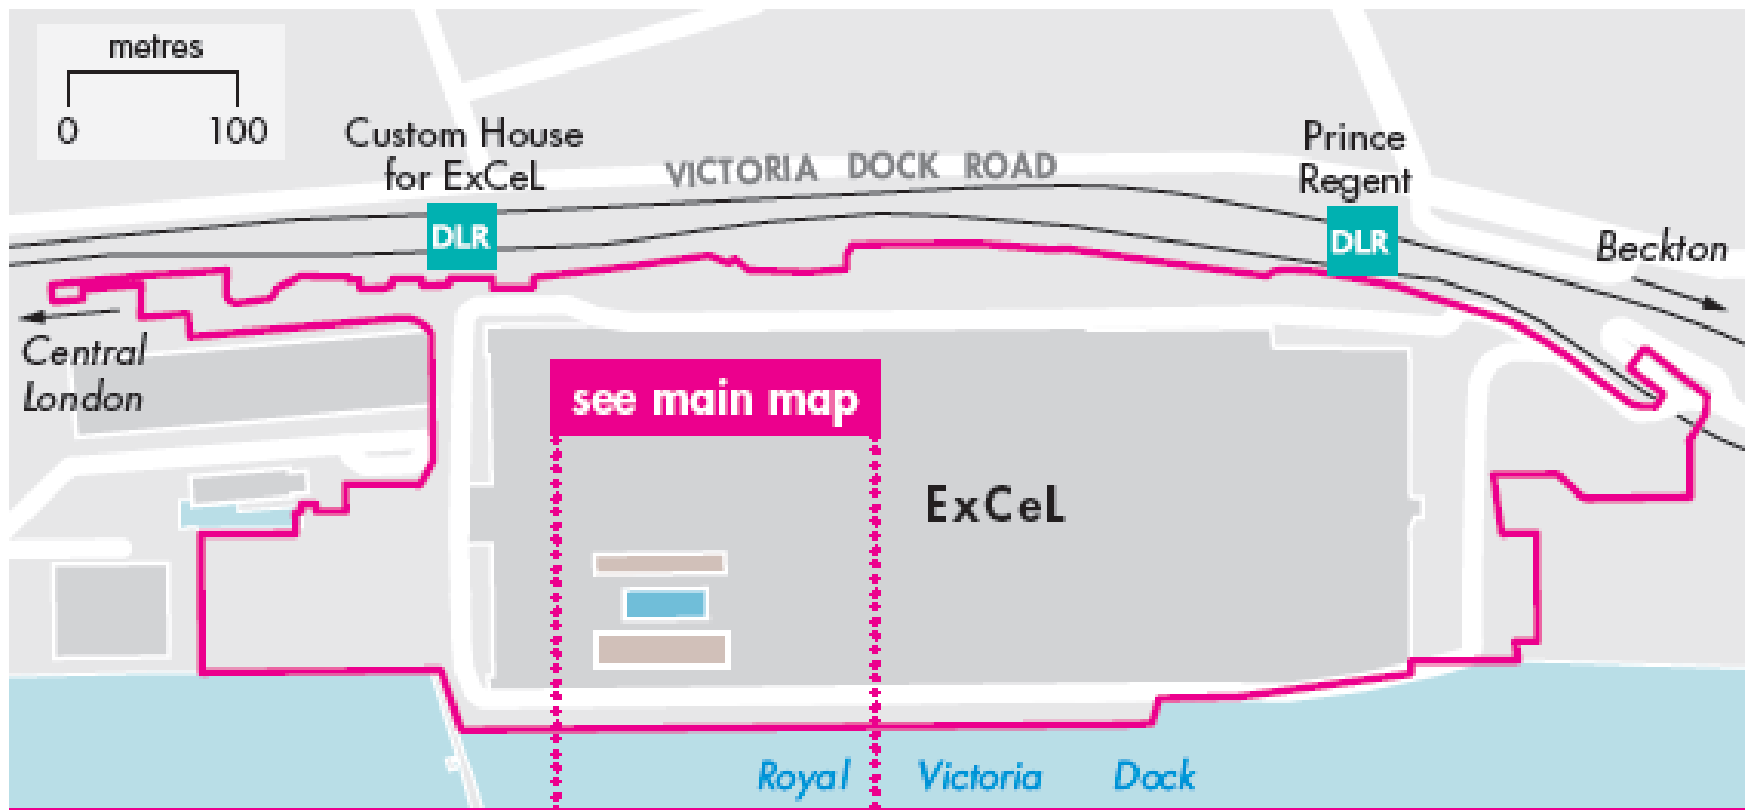 metres
0 100
Custom House
for ExCeL
DLR
VICTORIA DOCK ROAD
Prince
Regent
DLR
Beckton
Central
London
see main map
ExCeL
Royal Victoria Dock